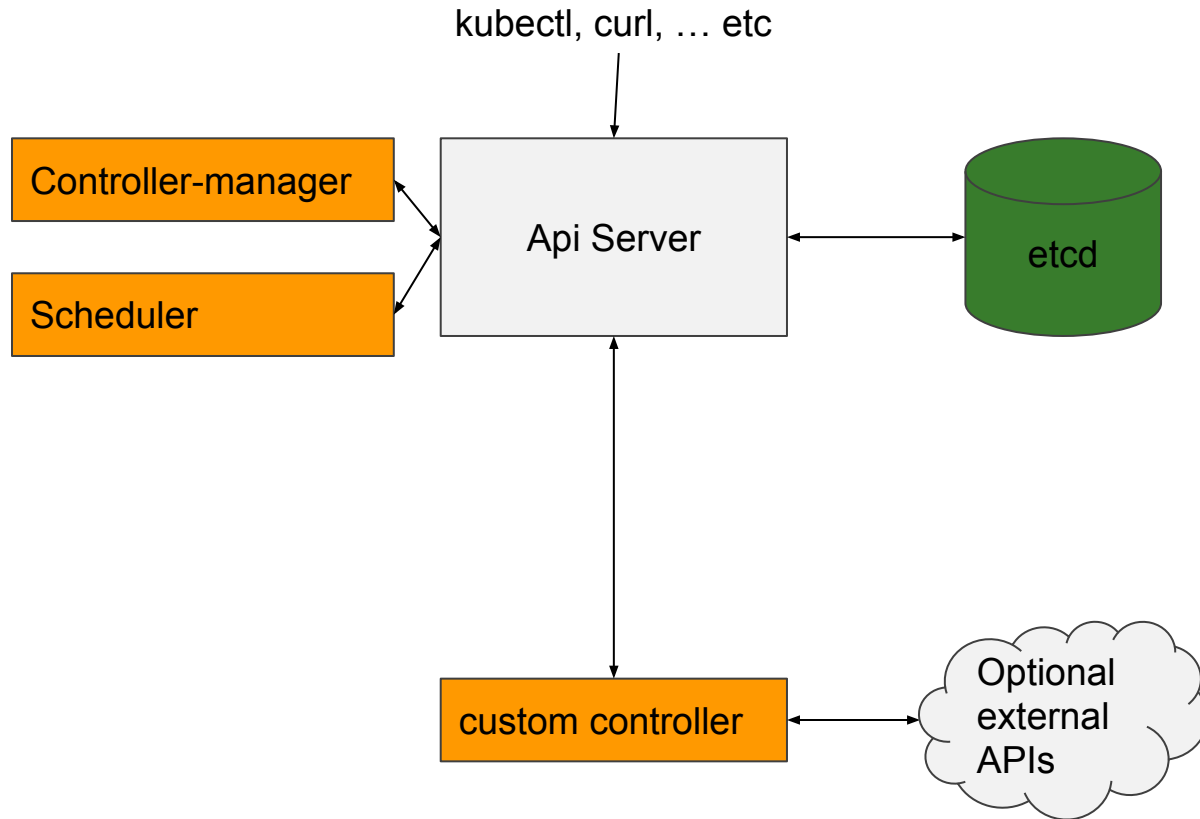 kubectl, curl, … etc
Controller-manager
Api Server
etcd
Scheduler
custom controller
Optional
external
APIs